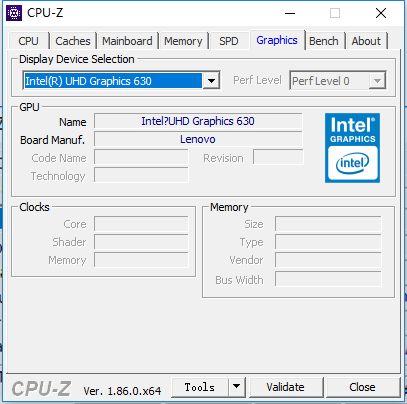 CPU-Z
CPU Caches Mainboard Memory SPD Graphics Bench About
Display Device Selection
Intel(R) UHD Graphics 630 Perf Level Perf Level 0
GPU
Name Intel?UHD Graphics 630
Board Manuf. Lenovo
Code Name Revision
Technology
Intel®
GRAPHICS
intel
Clocks
Core
Shader
Memory
Memory
Size
Type
Vendor
Bus Width
CPU-Z Ver. 1.86.0.x64 Tools Validate Close